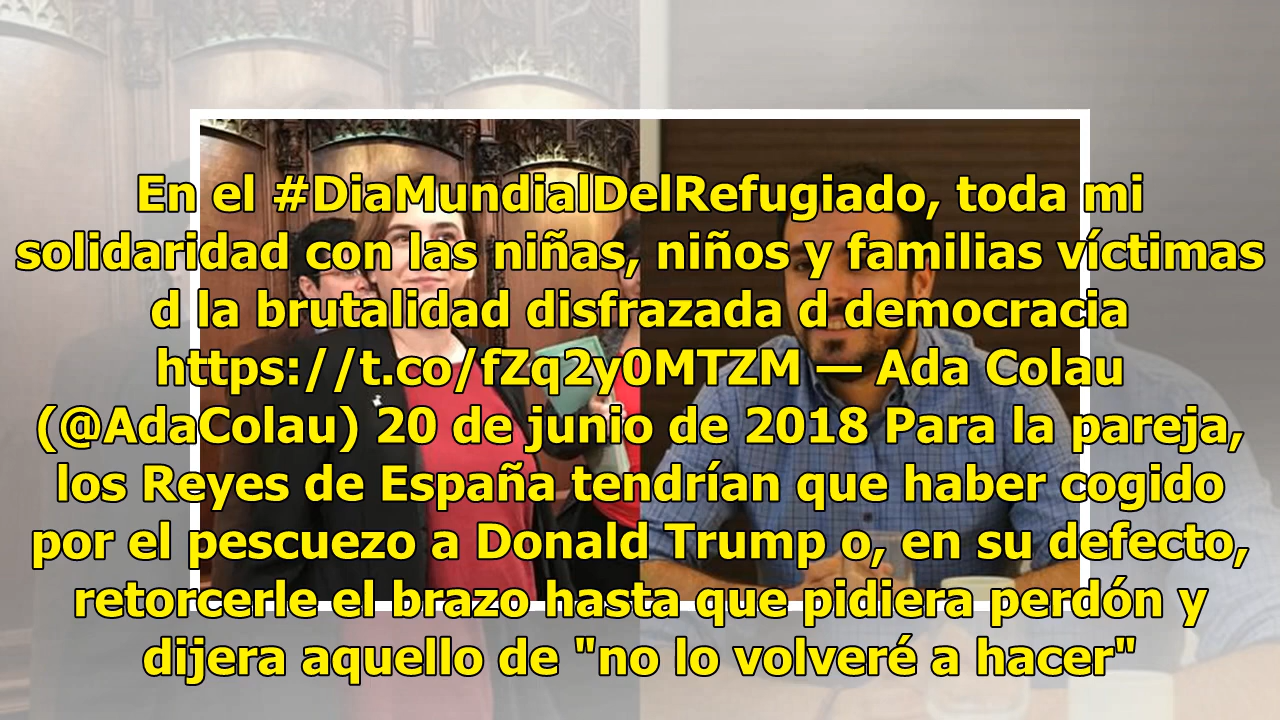 En el #DiaMundialDelRefugiado, toda mi
solidaridad con las niñas, niños y familias víctimas
d la brutalidad disfrazada d democracia
https://t.co/fZq2y0MTZM — Ada Colau
(@AdaColau) 20 de junio de 2018 Para la pareja,
los Reyes de España tendrían que haber cogido
por el pescuezo a Donald Trump o, en su defecto,
retorcerle el brazo hasta que pidiera perdón y
dijera aquello de "no lo volveré a hacer"